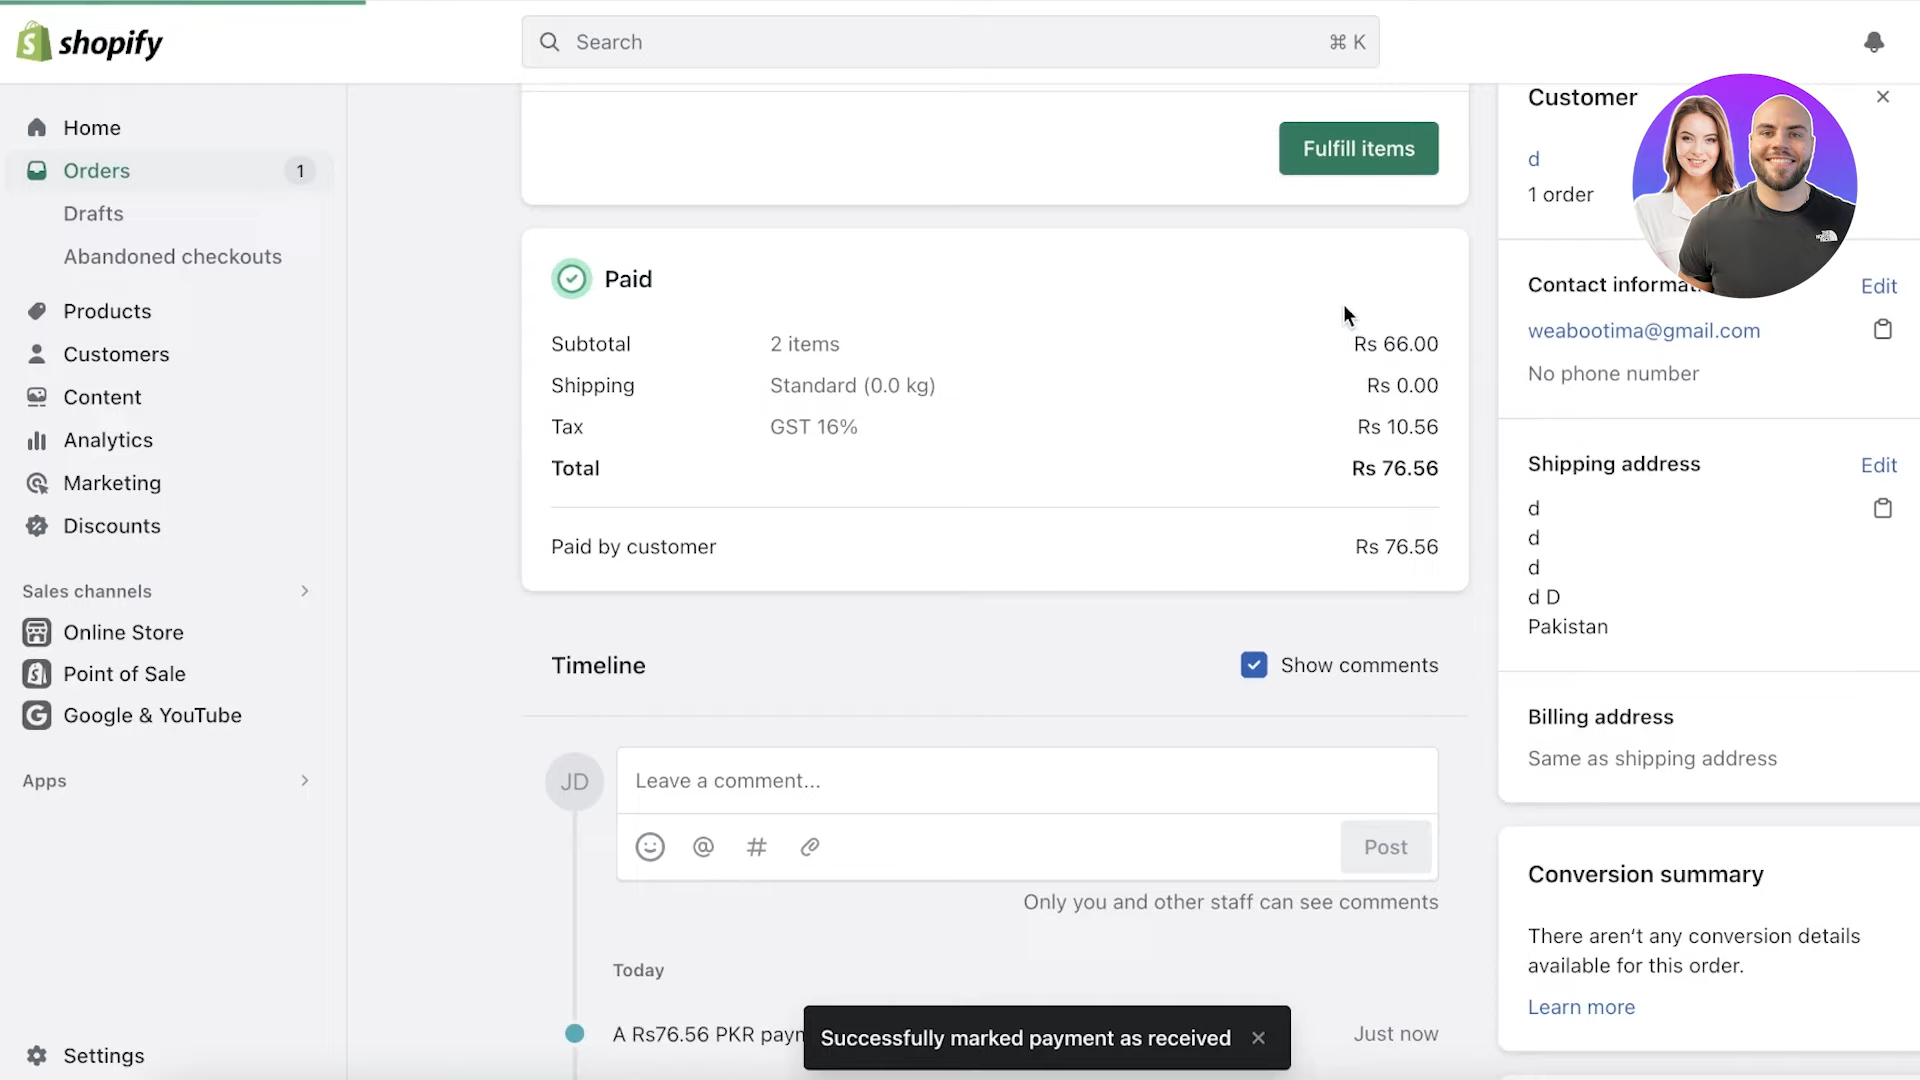 shopify
Search
⌘ K
Home
Orders
1
Drafts
Abandoned checkouts
Products
Customers
Content
Analytics
Marketing
Discounts
Sales channels
Online Store
Point of Sale
Google & YouTube
Apps
Settings
Fulfill items
Paid
Subtotal 2 items Rs 66.00
Shipping Standard (0.0 kg) Rs 0.00
Tax GST 16% Rs 10.56
Total Rs 76.56
Paid by customer Rs 76.56
Timeline
Show comments
JD
Leave a comment...
@ #
Post
Only you and other staff can see comments
Today
A Rs76.56 PKR
Just now
Successfully marked payment as received
Customer
d
1 order
Contact
Edit
weabootima@gmail.com
No phone number
Shipping address
Edit
d
d
d
d D
Pakistan
Billing address
Same as shipping address
Conversion summary
There aren't any conversion details
available for this order.
Learn more